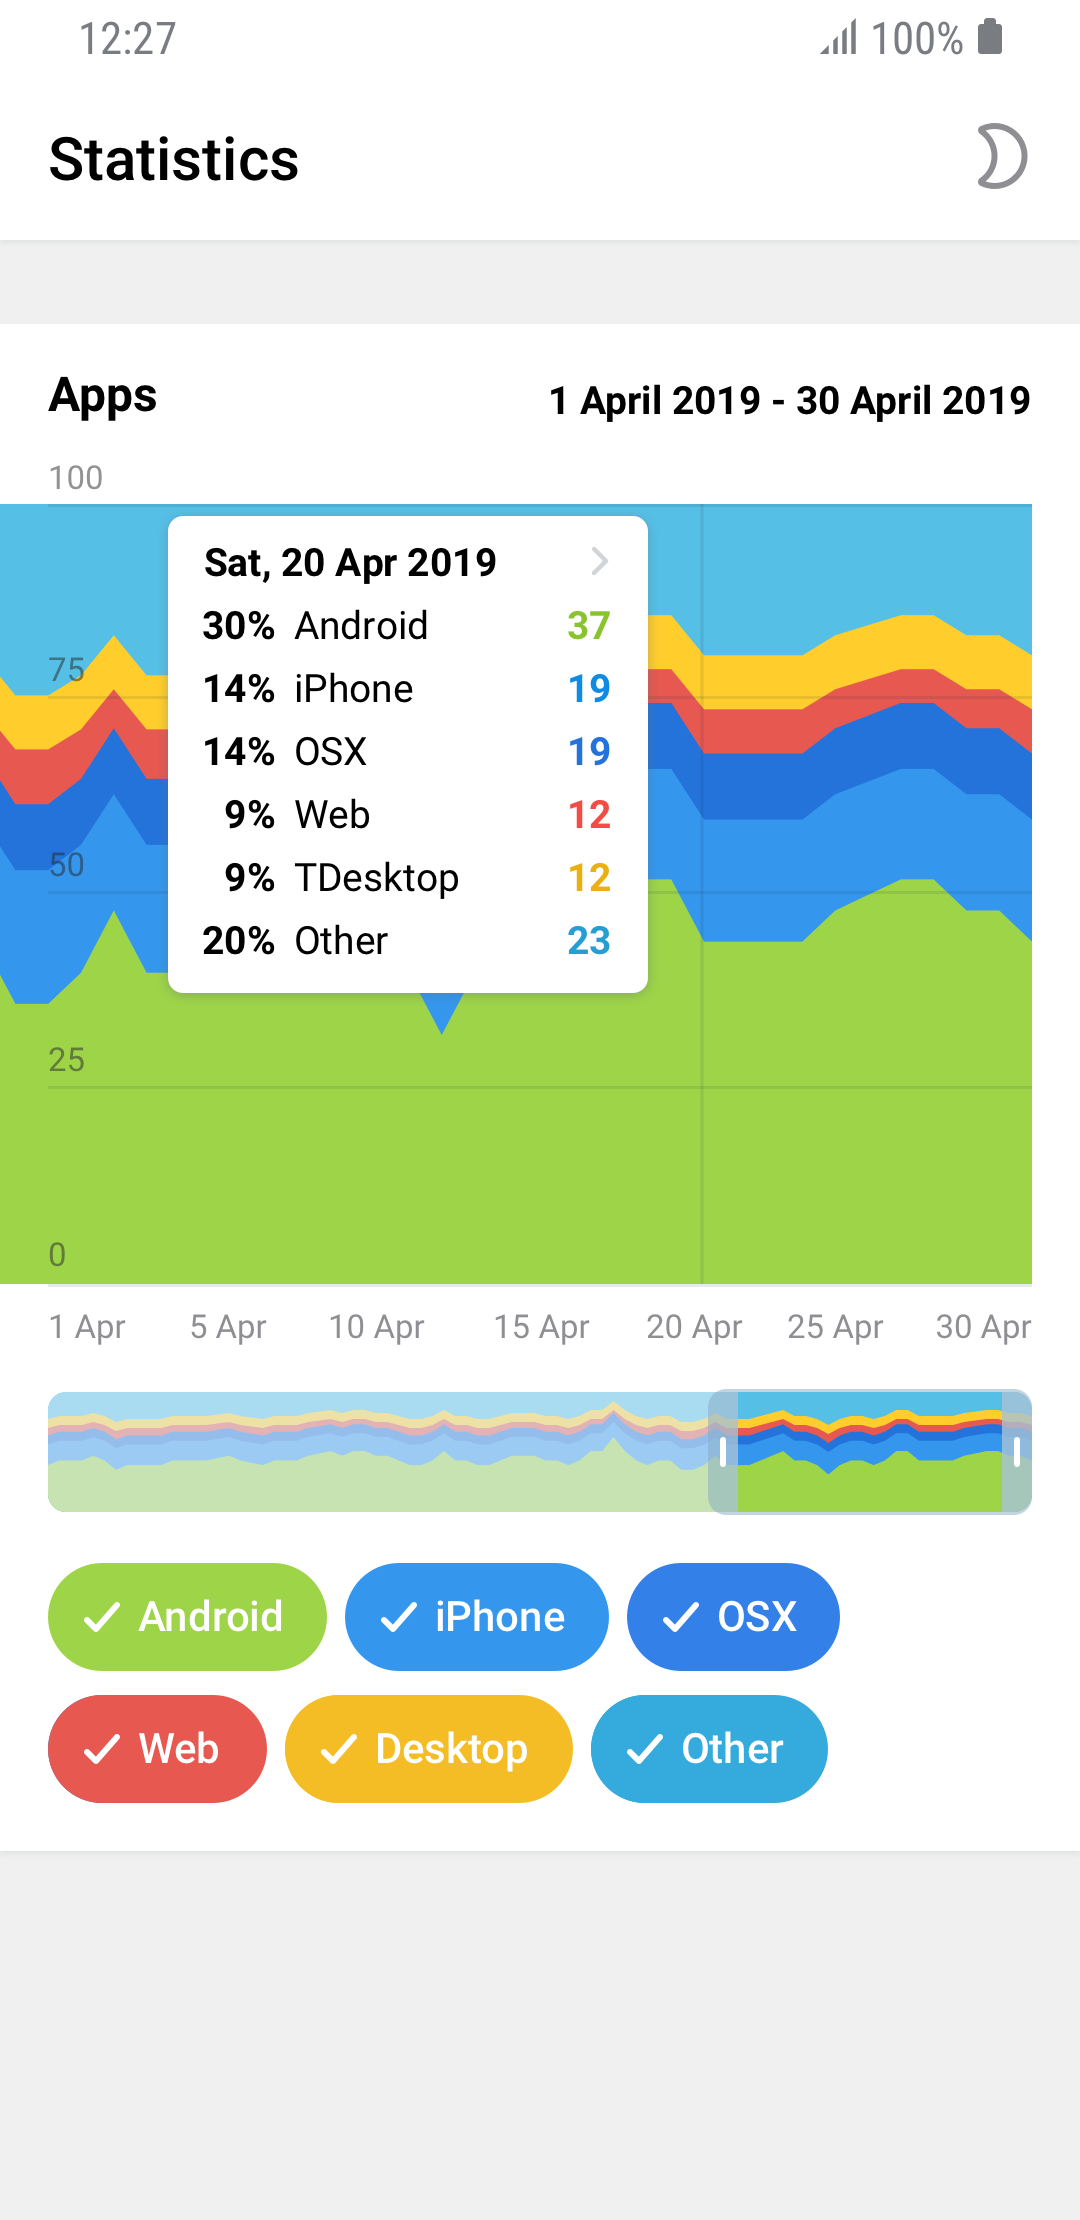 12:27 100%
Statistics
Apps 1 April 2019 - 30 April 2019
100
Sat, 20 Apr 2019
30% Android 37
75
14% iPhone 19
14% OSX 19
9% Web 12
50
9% TDesktop 12
20% Other 23
25
0
1 Apr 5 Apr 10 Apr 15 Apr 20 Apr 25 Apr 30 Apr
Android iPhone OSX
Web Desktop Other